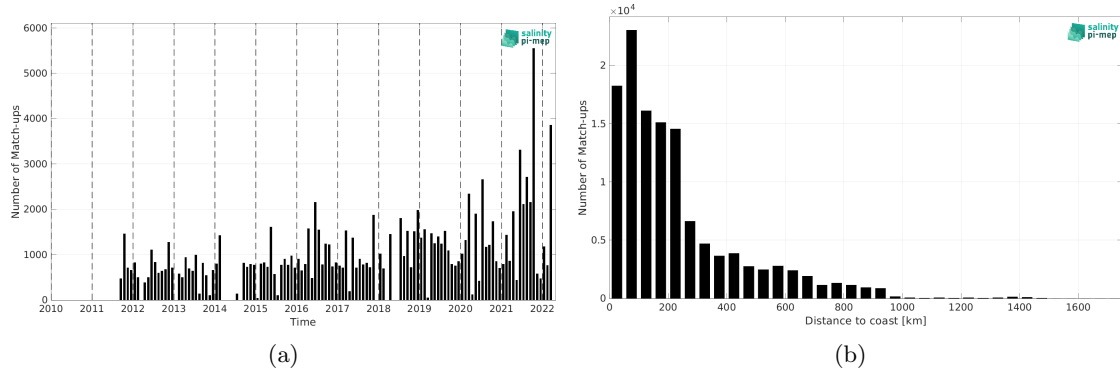 6000
5000
4000
3000
2000
1000
0
Number of Match-ups
2010 2011 2012 2013 2014 2015 2016 2017 2018 2019 2020 2021 2022
Time
salinity
pi-mep
(a)
×10⁴
2
1.5
1
0.5
0
Number of Match-ups
0 200 400 600 800 1000 1200 1400 1600
Distance to coast [km]
salinity
pi-mep
(b)